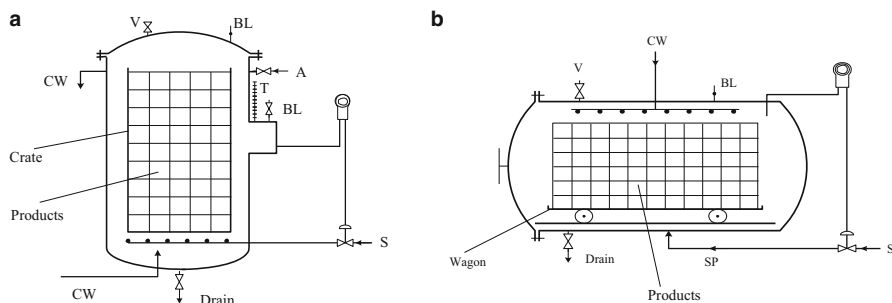 a
V
BL
CW
A
T
BL
Crate
Products
S
CW
Drain
b
CW
V
BL
Wagon
Drain
SP
S
Products